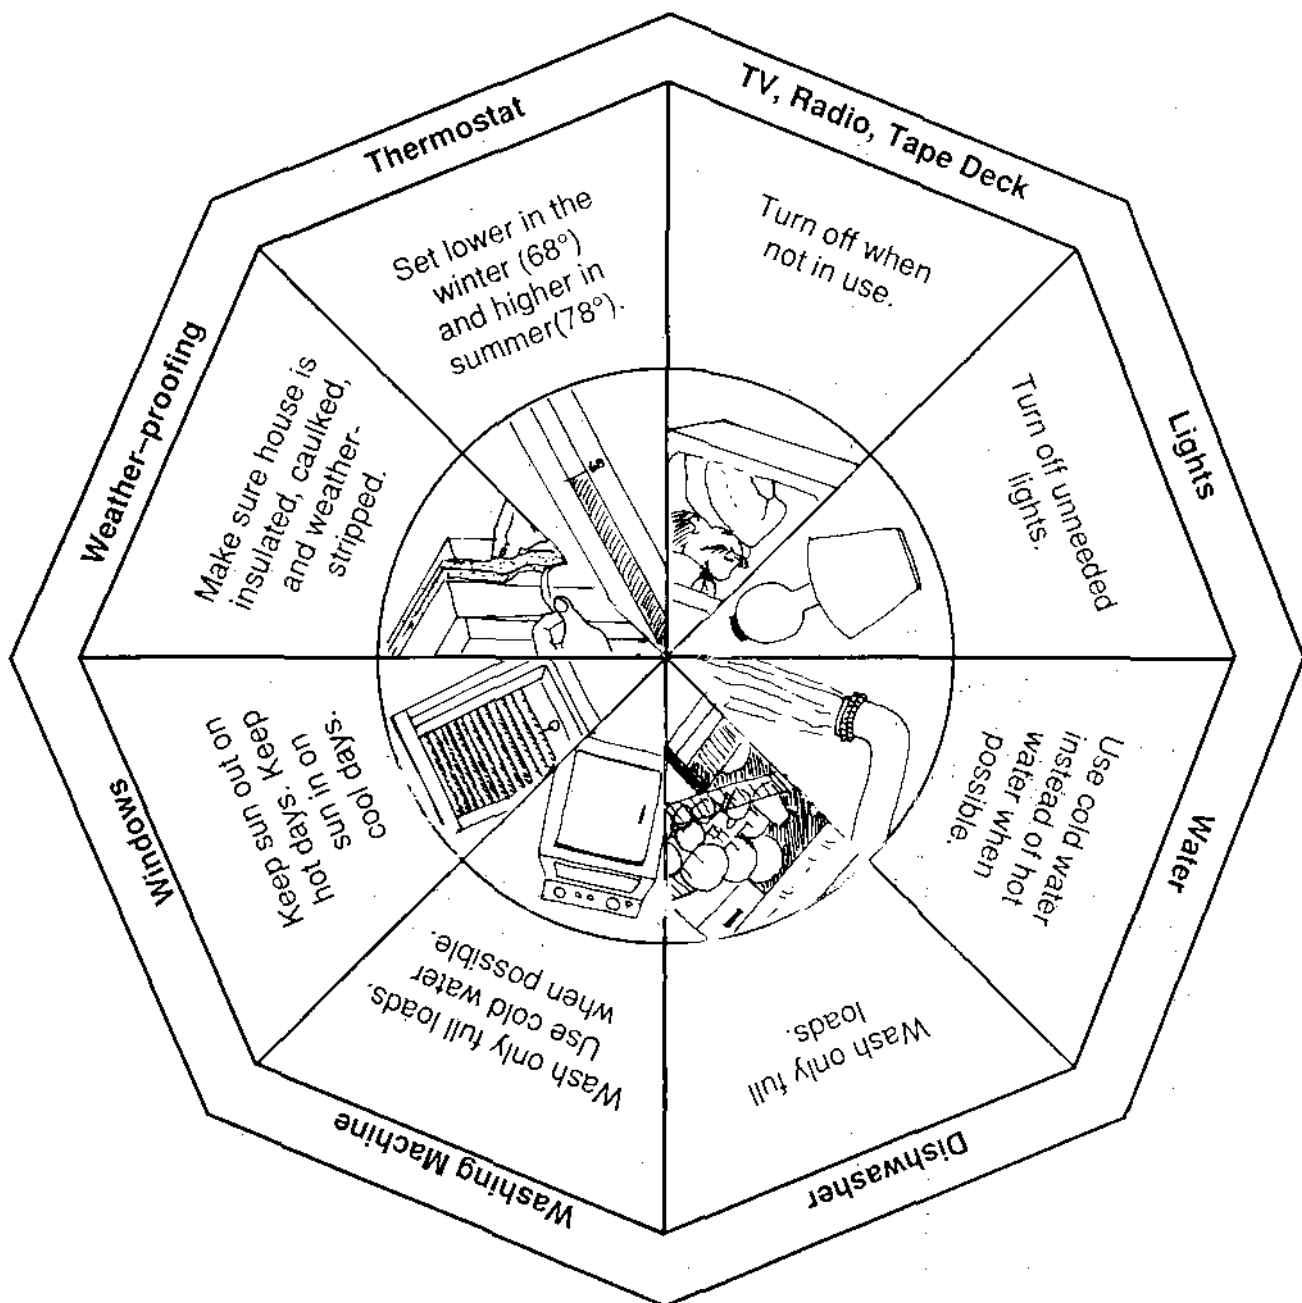 TV, Radio, Tape Deck
Turn off when
not in use.
Lights
Turn off unneeded
lights.
Water
Use cold water
instead of hot
water when
possible.
Dishwasher
Wash only full
loads.
Washing Machine
Wash only full loads.
Use cold water
when possible.
Windows
Keep sun out on
hot days. Keep
sun in on
cool days.
Weather-proofing
Make sure house is
insulated, caulked,
and weather-
stripped.
Thermostat
Set lower in the
winter (68°)
and higher in
summer(78°).